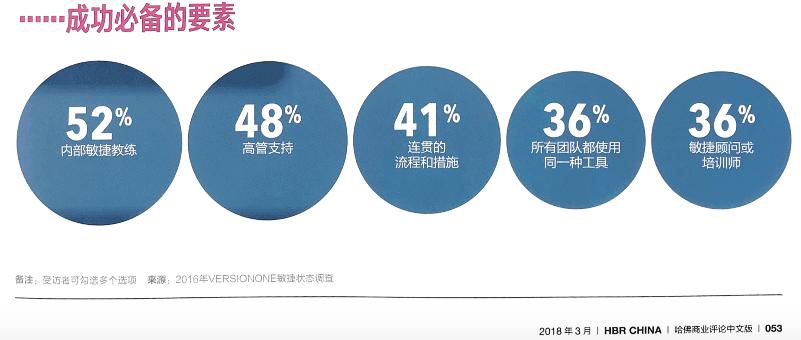 ……成功必备的要素
52%
内部敏捷教练
48%
高管支持
41%
连贯的
流程和措施
36%
所有团队都使用
同一种工具
36%
敏捷顾问或
培训师
备注：受访者可勾选多个选项 来源：2016年VERSIONONE敏捷状态调查
2018年3月 | HBR CHINA | 哈佛商业评论中文版 | 053